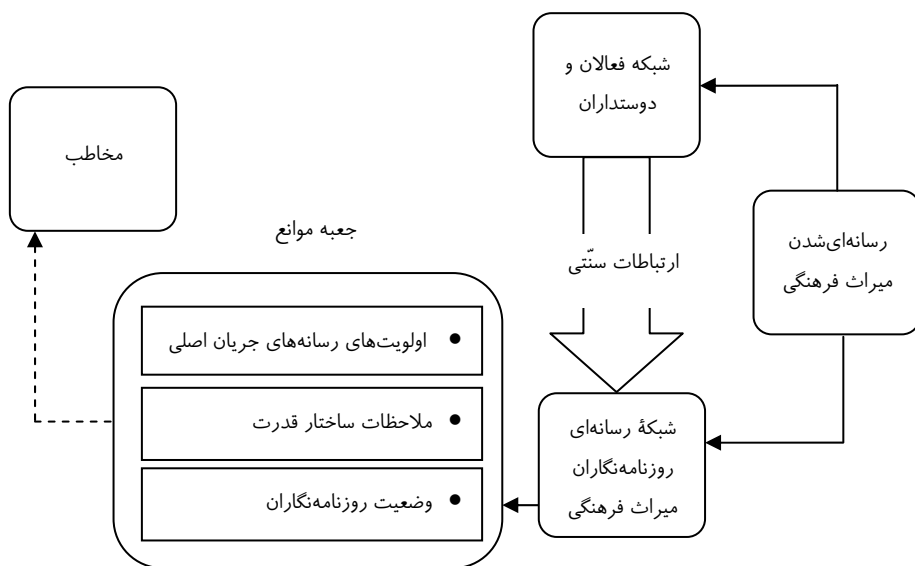 شبکه فعالان و
دوستداران
رسانه‌ای‌شدن
میراث فرهنگی
ارتباطات سنّتی
شبکهٔ رسانه‌ای
روزنامه‌نگاران
میراث فرهنگی
جعبه موانع
• اولویت‌های رسانه‌های جریان اصلی
• ملاحظات ساختار قدرت
• وضعیت روزنامه‌نگاران
مخاطب